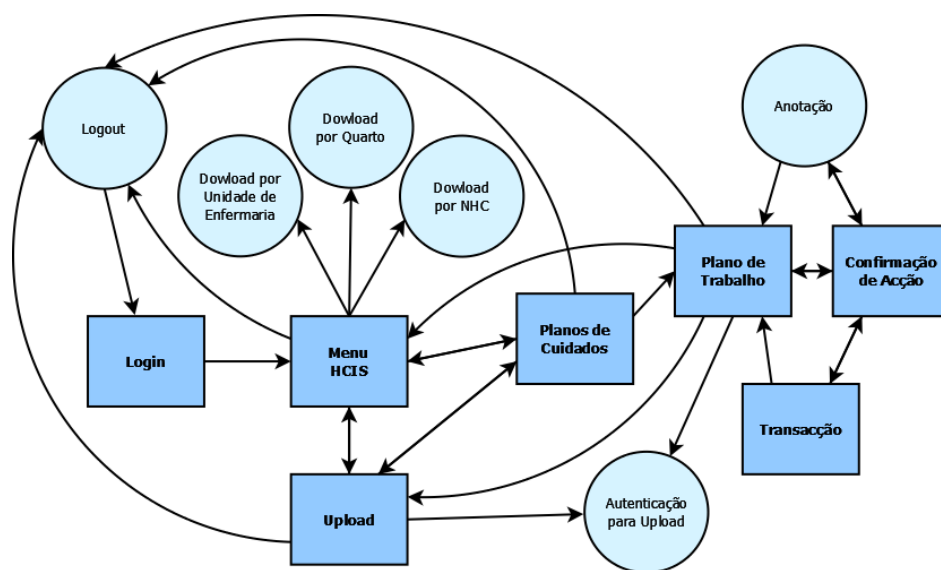 Logout
Dowload
por Quarto
Anotação
Dowload por
Unidade de
Enfermaria
Dowload
por NHC
Plano de
Trabalho
Confirmação
de Acção
Login
Menu
HCIS
Planos de
Cuidados
Transacção
Upload
Autenticação
para Upload